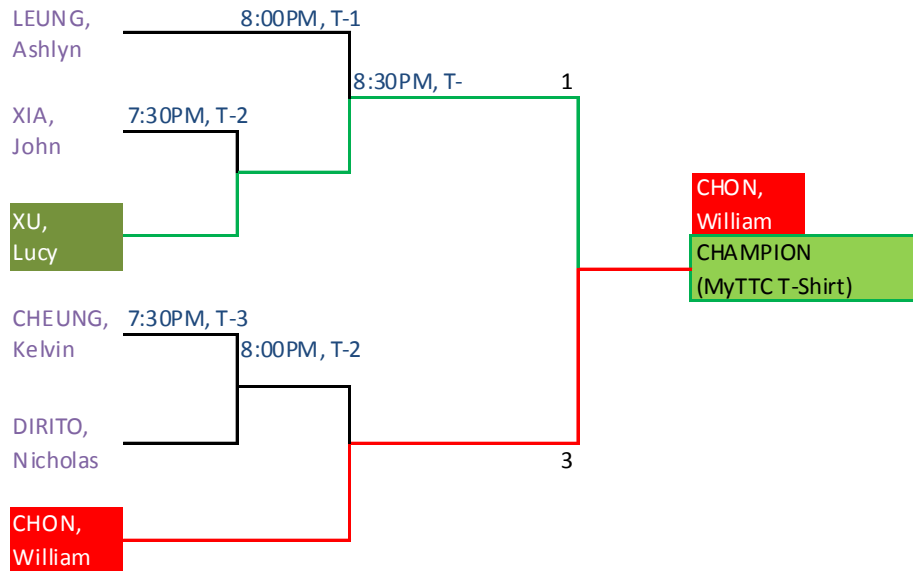 LEUNG,
Ashlyn
8:00PM, T-1
8:30PM, T-
1
XIA,
John
7:30PM, T-2
XU,
Lucy
CHON,
William
CHAMPION
(MyTTC T-Shirt)
CHEUNG,
Kelvin
7:30PM, T-3
8:00PM, T-2
DIRITO,
Nicholas
3
CHON,
William